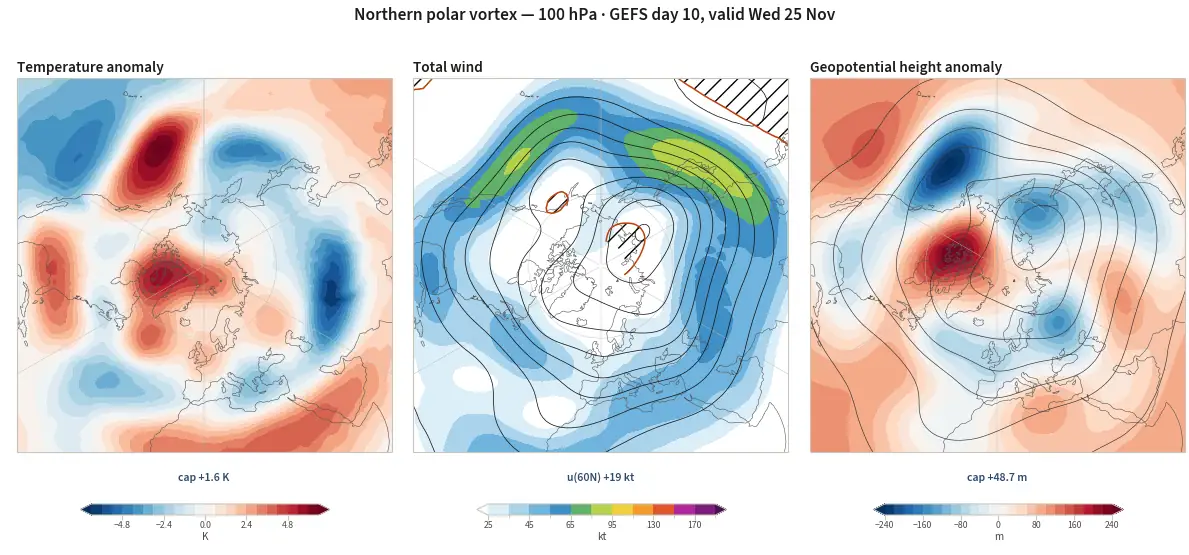 Northern polar vortex — 100 hPa · GEFS day 10, valid Wed 25 Nov
Temperature anomaly
Total wind
Geopotential height anomaly
cap +1.6 K
u(60N) +19 kt
cap +48.7 m
−4.8 −2.4 0.0 2.4 4.8
K
25 45 65 95 130 170
kt
−240 −160 −80 0 80 160 240
m